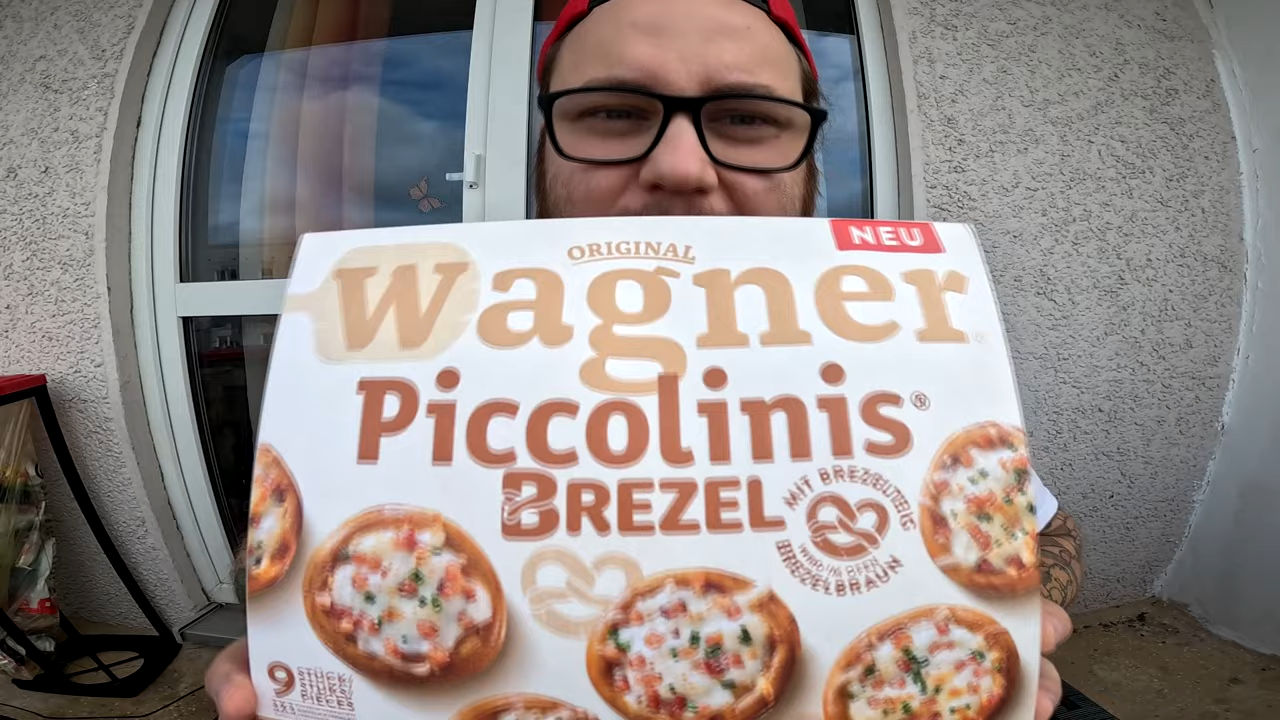 ORIGINAL
NEU
Wagner
Piccolinis®
BREZEL
MIT BREZELTEIG
BREZELBRAUN
9